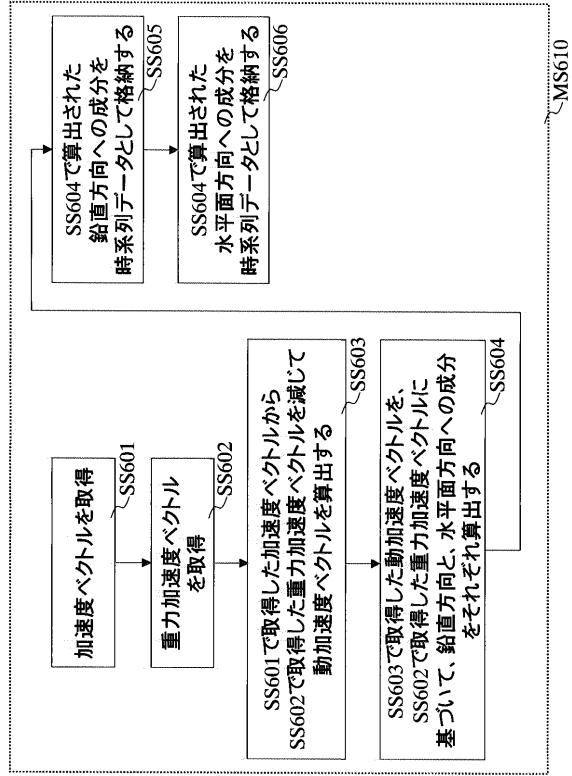 加速度ベクトルを取得
SS601
重力加速度ベクトル
を取得
SS602
SS601で取得した加速度ベクトルから
SS602で取得した重力加速度ベクトルを減じて
動加速度ベクトルを算出する
SS603
SS603で取得した動加速度ベクトルを、
SS602で取得した重力加速度ベクトルに
基づいて、鉛直方向と、水平面方向への成分
をそれぞれ算出する
SS604
SS604で算出された
鉛直方向への成分を
時系列データとして格納する
SS605
SS604で算出された
水平面方向への成分を
時系列データとして格納する
SS606
MS610